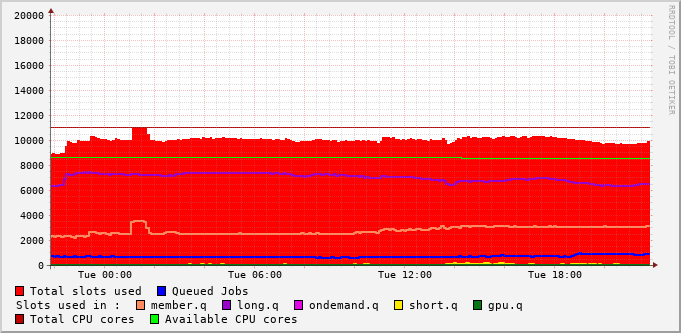 20000
18000
16000
14000
12000
10000
8000
6000
4000
2000
0
Tue 00:00 Tue 06:00 Tue 12:00 Tue 18:00
Total slots used Queued Jobs
Slots used in : member.q long.q ondemand.q short.q gpu.q
Total CPU cores Available CPU cores
RRDTOOL / TOBI OETIKER